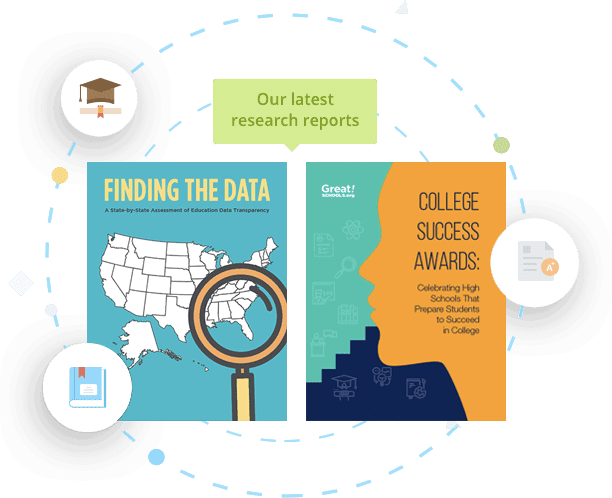 Our latest
research reports
FINDING THE DATA
A State-by-State Assessment of Education Data Transparency
Great!
SCHOOLS.org
COLLEGE
SUCCESS
AWARDS:
Celebrating High
Schools That
Prepare Students
to Succeed
in College
A+